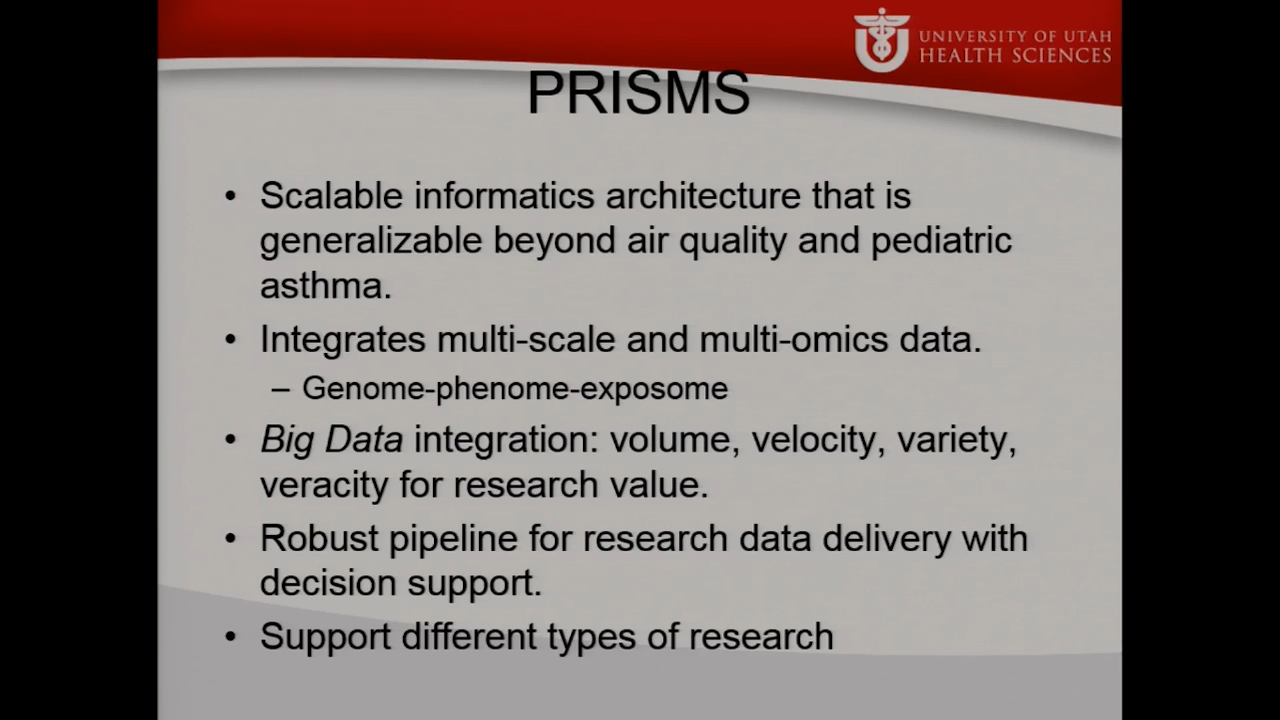 UNIVERSITY OF UTAH
HEALTH SCIENCES
PRISMS
• Scalable informatics architecture that is
generalizable beyond air quality and pediatric
asthma.
• Integrates multi-scale and multi-omics data.
– Genome-phenome-exposome
• Big Data integration: volume, velocity, variety,
veracity for research value.
• Robust pipeline for research data delivery with
decision support.
• Support different types of research